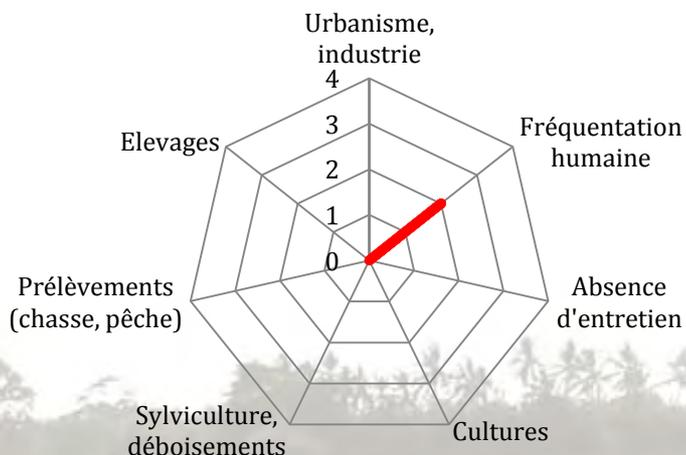 Urbanisme,
industrie
4
3
2
1
0
Fréquentation
humaine
Absence
d'entretien
Cultures
Sylviculture,
déboisements
Prélèvements
(chasse, pêche)
Elevages